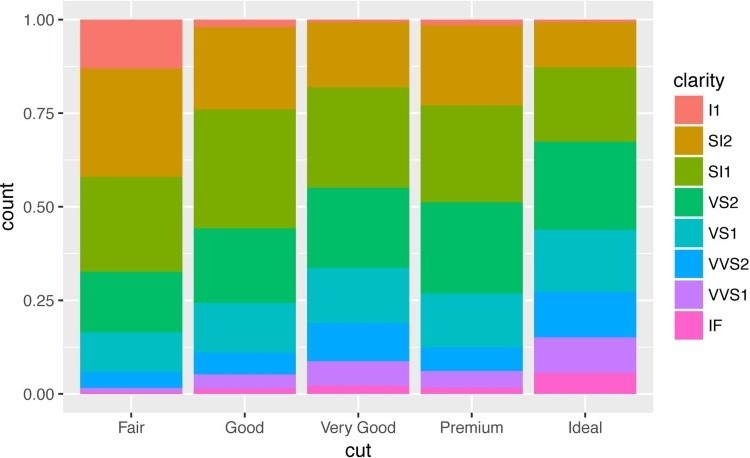 1.00
0.75
0.50
0.25
0.00
count
Fair
Good
Very Good
Premium
Ideal
cut
clarity
I1
SI2
SI1
VS2
VS1
VVS2
VVS1
IF